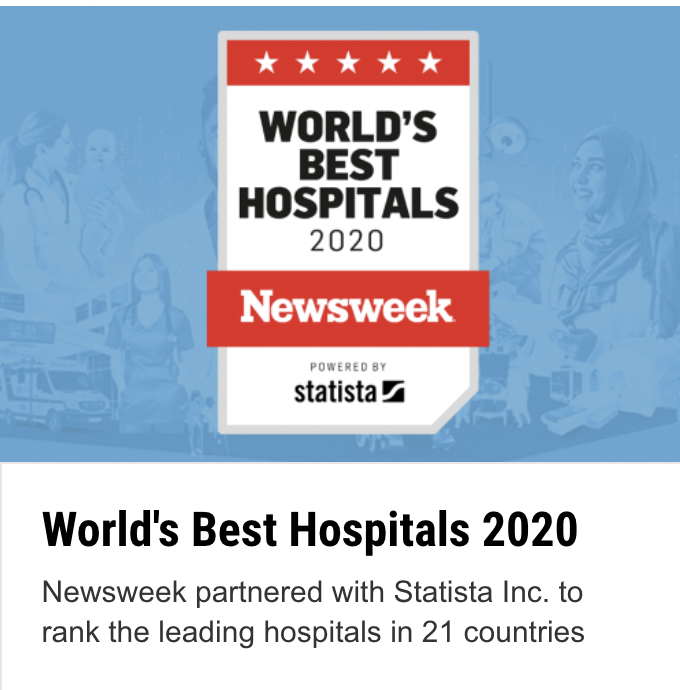 WORLD'S
BEST
HOSPITALS
2020
Newsweek
POWERED BY
statista
World's Best Hospitals 2020
Newsweek partnered with Statista Inc. to
rank the leading hospitals in 21 countries